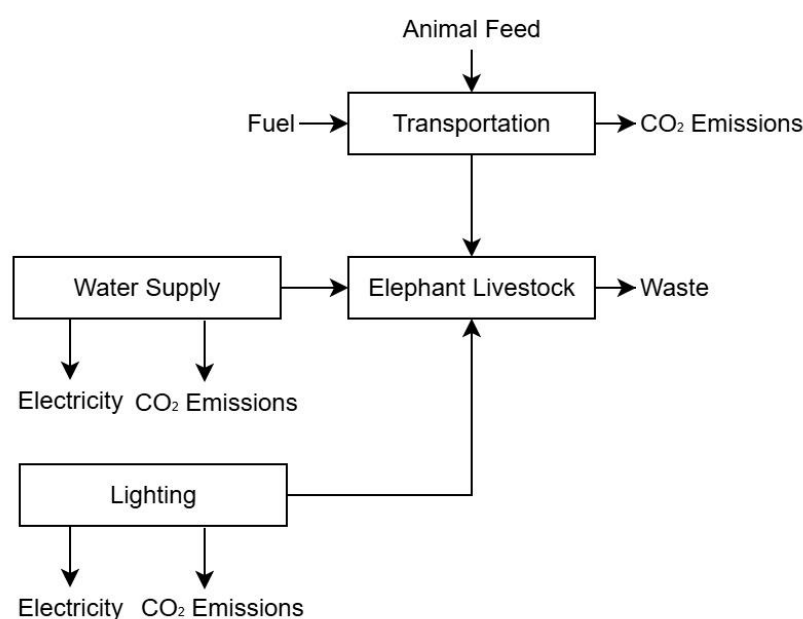 Animal Feed
Fuel
Transportation
CO₂ Emissions
Water Supply
Elephant Livestock
Waste
Electricity
CO₂ Emissions
Lighting
Electricity
CO₂ Emissions